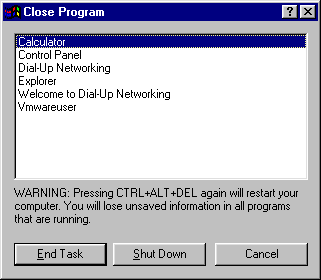 Close Program
Calculator
Control Panel
Dial-Up Networking
Explorer
Welcome to Dial-Up Networking
Vmwareuser
WARNING: Pressing CTRL+ALT+DEL again will restart your
computer. You will lose unsaved information in all programs
that are running.
End Task
Shut Down
Cancel